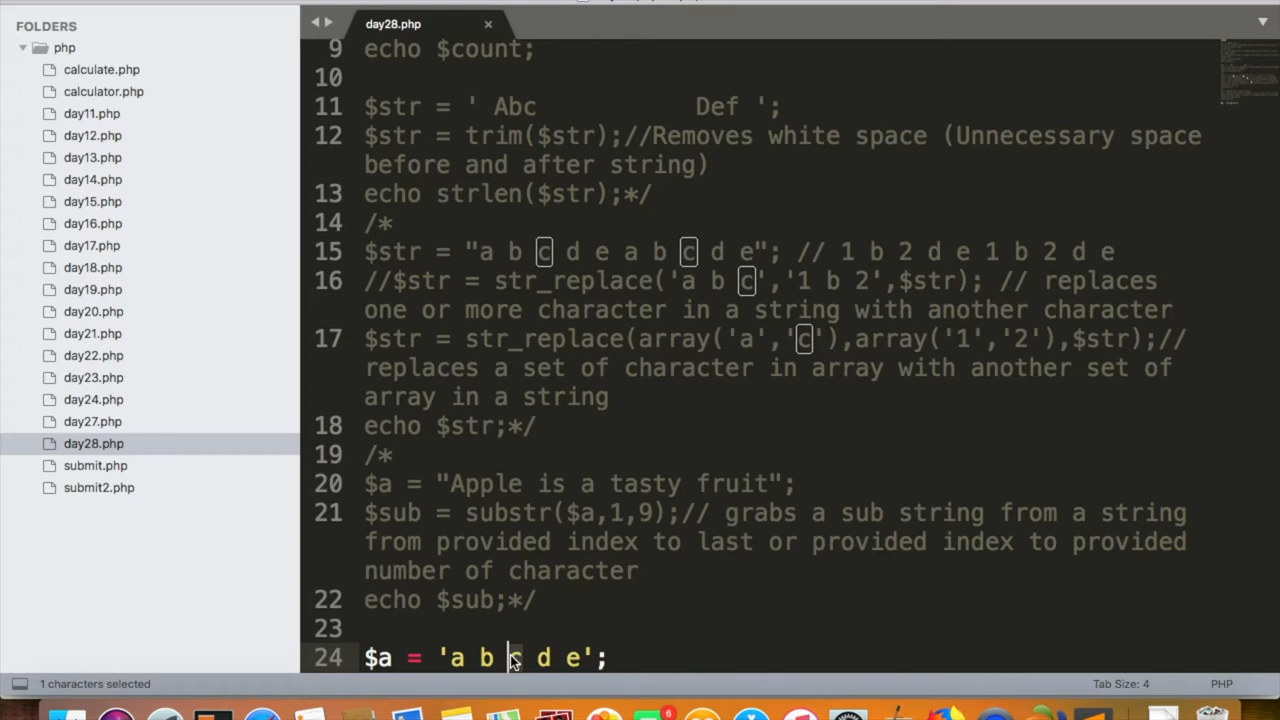 FOLDERS
php
calculate.php
calculator.php
day11.php
day12.php
day13.php
day14.php
day15.php
day16.php
day17.php
day18.php
day19.php
day20.php
day21.php
day22.php
day23.php
day24.php
day27.php
day28.php
submit.php
submit2.php
day28.php ×
9 echo $count;
10
11 $str = ' Abc           Def ';
12 $str = trim($str);//Removes white space (Unnecessary space
before and after string)
13 echo strlen($str);*/
14 /*
15 $str = "a b c d e a b c d e"; // 1 b 2 d e 1 b 2 d e
16 //$str = str_replace('a b c','1 b 2',$str); // replaces
one or more character in a string with another character
17 $str = str_replace(array('a','c'),array('1','2'),$str);//
replaces a set of character in array with another set of
array in a string
18 echo $str;*/
19 /*
20 $a = "Apple is a tasty fruit";
21 $sub = substr($a,1,9);// grabs a sub string from a string
from provided index to last or provided index to provided
number of character
22 echo $sub;*/
23
24 $a = 'a b c d e';
1 characters selected
Tab Size: 4
PHP
6